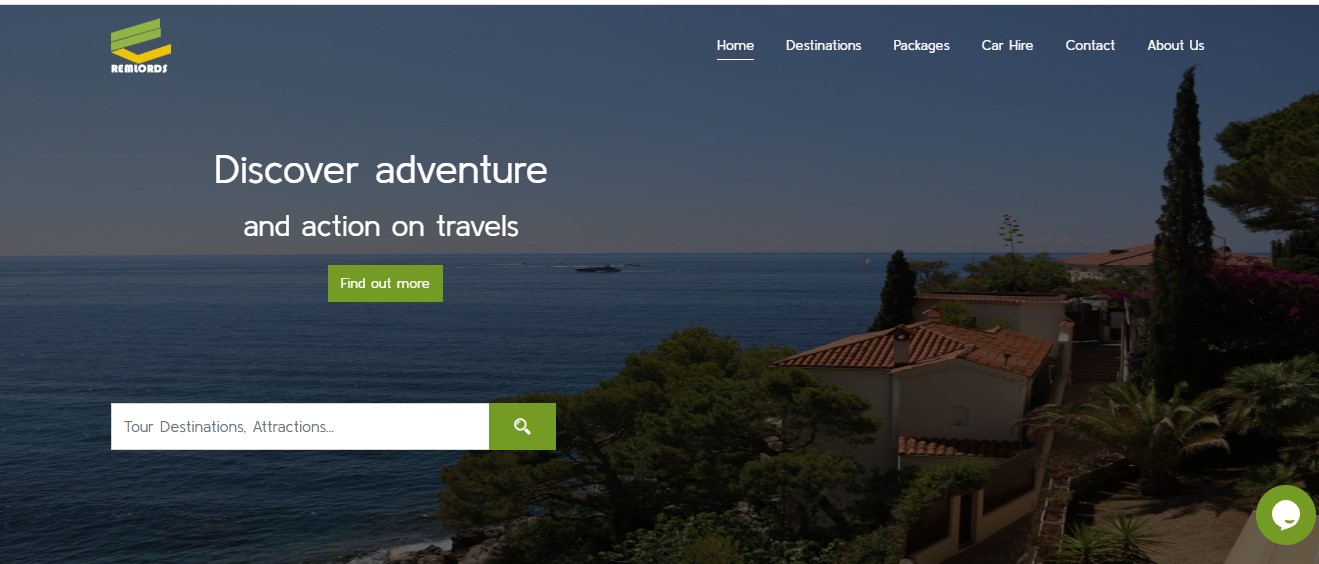 REMLORDS
Home Destinations Packages Car Hire Contact About Us
Discover adventure
and action on travels
Find out more
Tour Destinations, Attractions...